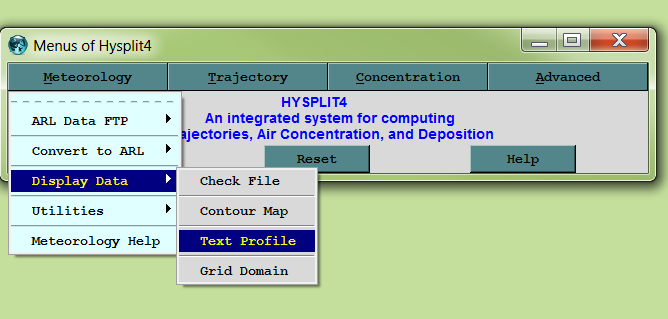 Menus of Hysplit4
Meteorology Trajectory Concentration Advanced
HYSPLIT4
An integrated system for computing
ajectories, Air Concentration, and Deposition
Reset Help
ARL Data FTP
Convert to ARL
Display Data
Utilities
Meteorology Help
Check File
Contour Map
Text Profile
Grid Domain